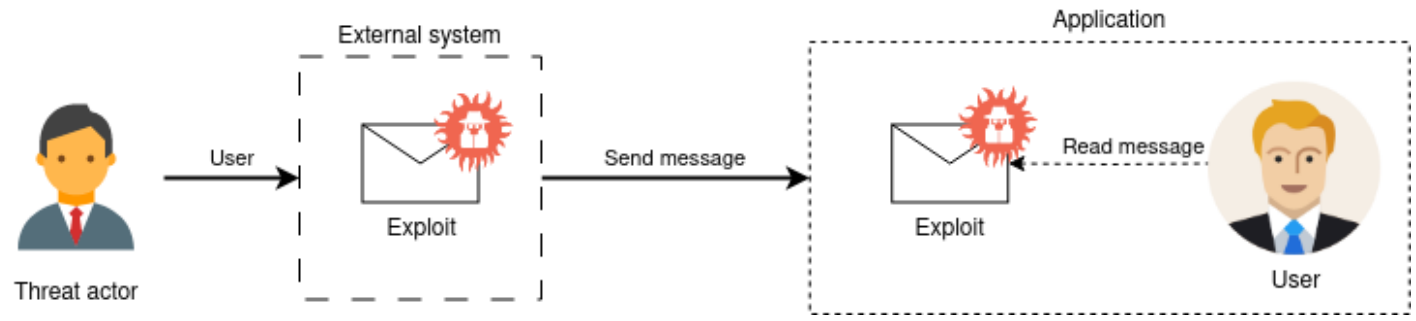 External system
Application
User
Send message
Read message
Exploit
Exploit
User
Threat actor